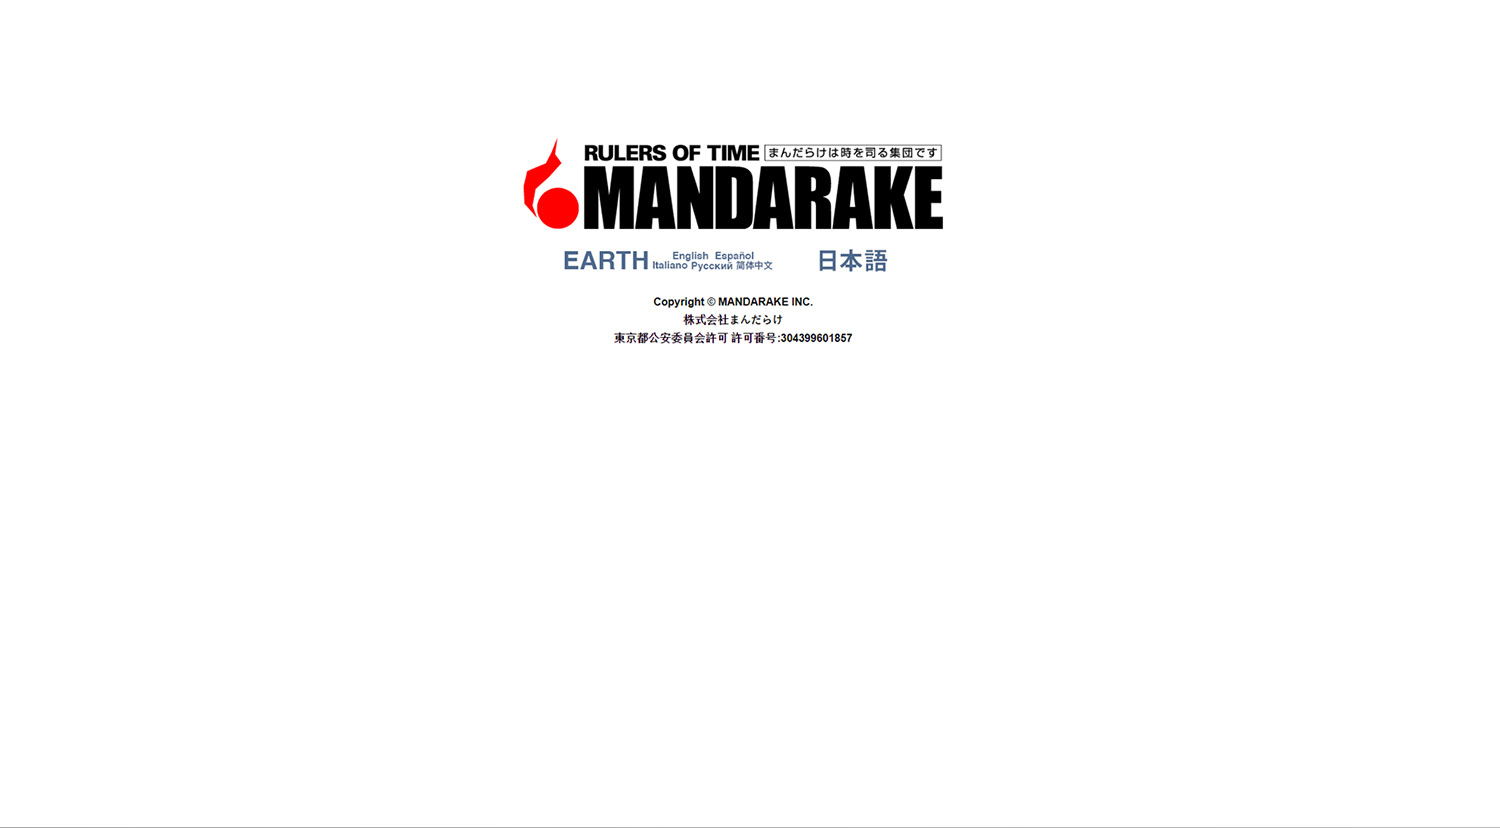 RULERS OF TIME まんだらけは時を司る集団です
MANDARAKE
EARTH English Español
Italiano Русский 简体中文
日本語
Copyright © MANDARAKE INC.
株式会社まんだらけ
東京都公安委員会許可 許可番号:304399601857